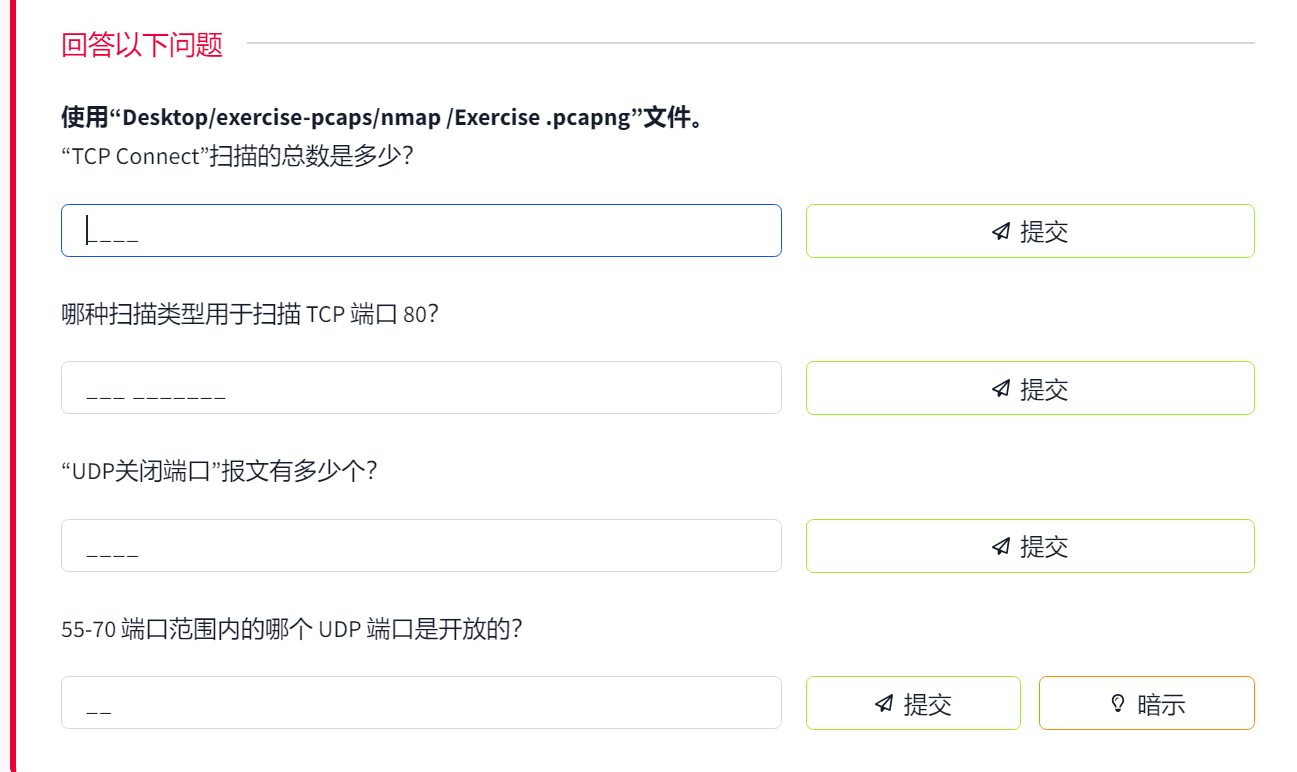 回答以下问题
使用“Desktop/exercise-pcaps/nmap /Exercise .pcapng”文件。
“TCP Connect”扫描的总数是多少？
____
提交
哪种扫描类型用于扫描 TCP 端口 80？
___ _______
提交
“UDP关闭端口”报文有多少个？
____
提交
55-70 端口范围内的哪个 UDP 端口是开放的？
__
提交
暗示